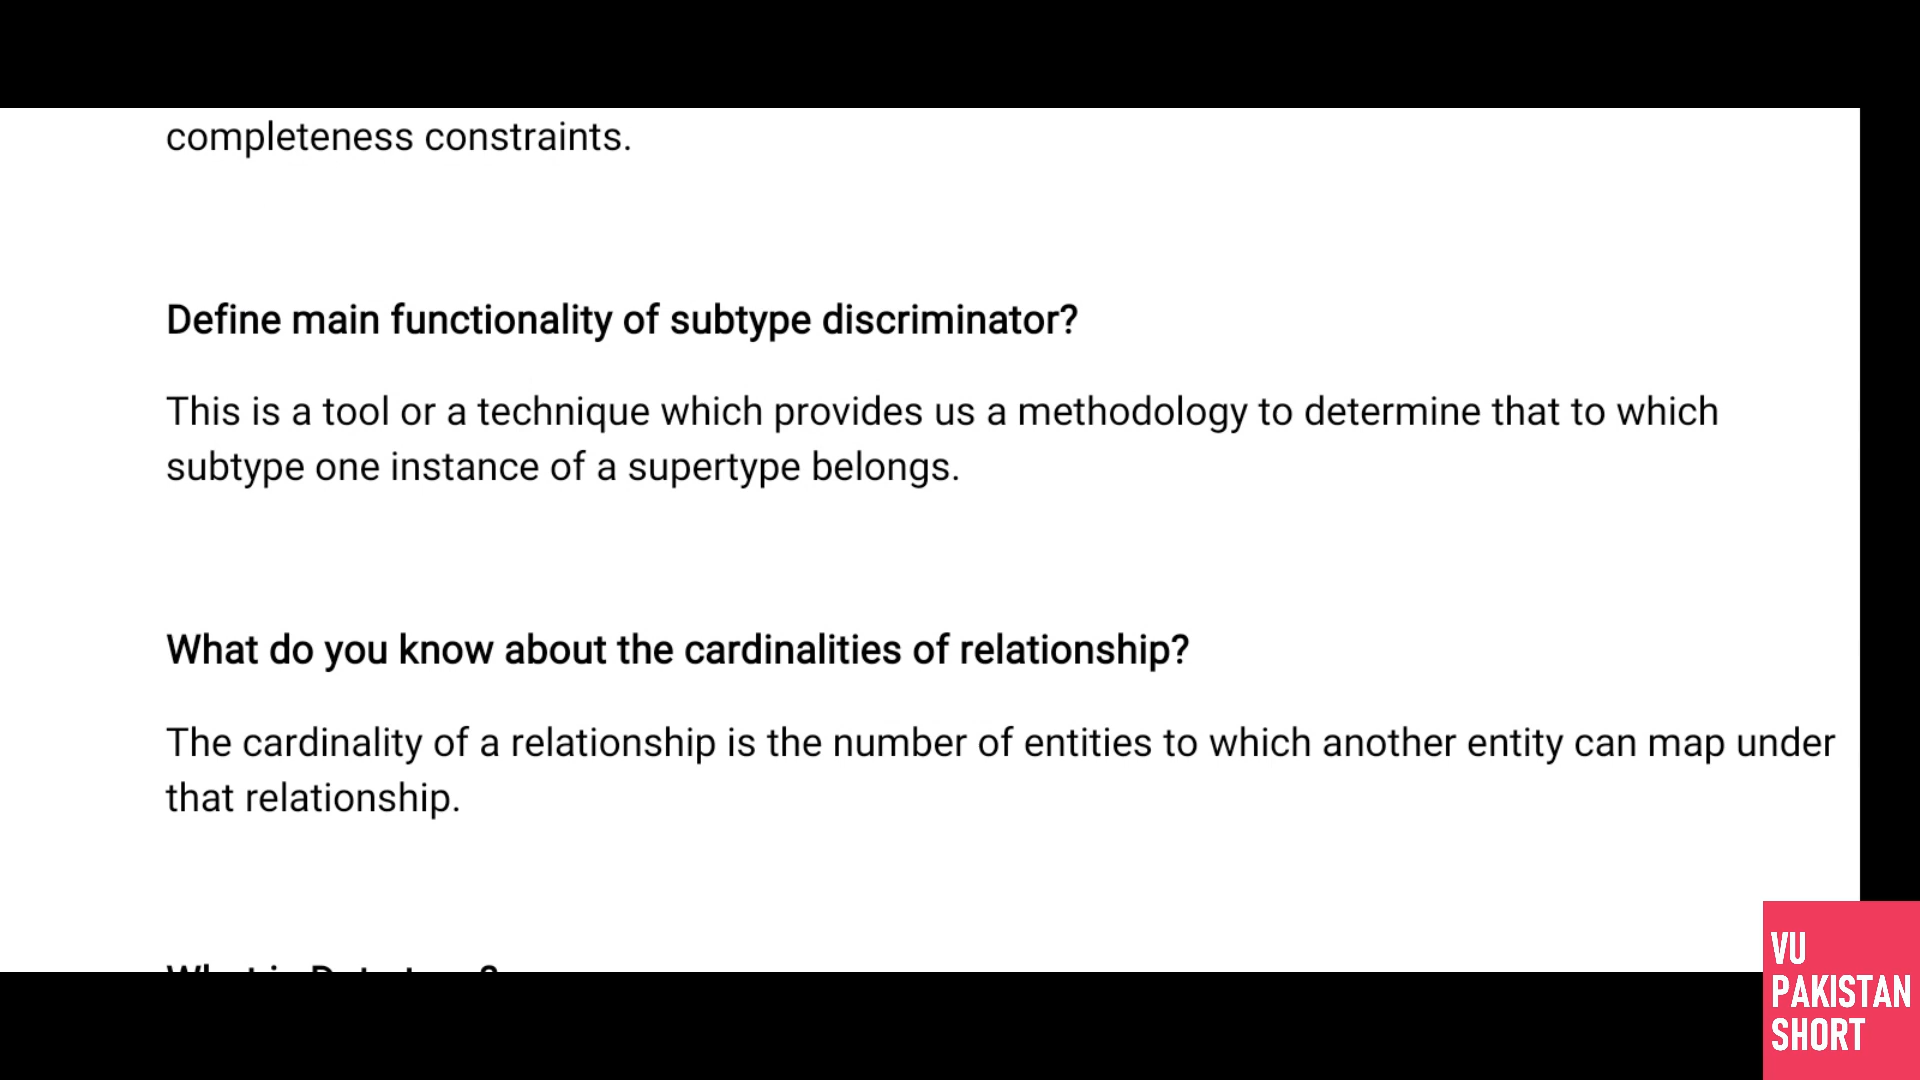 completeness constraints.
Define main functionality of subtype discriminator?
This is a tool or a technique which provides us a methodology to determine that to which
subtype one instance of a supertype belongs.
What do you know about the cardinalities of relationship?
The cardinality of a relationship is the number of entities to which another entity can map under
that relationship.
VU
PAKISTAN
SHORT